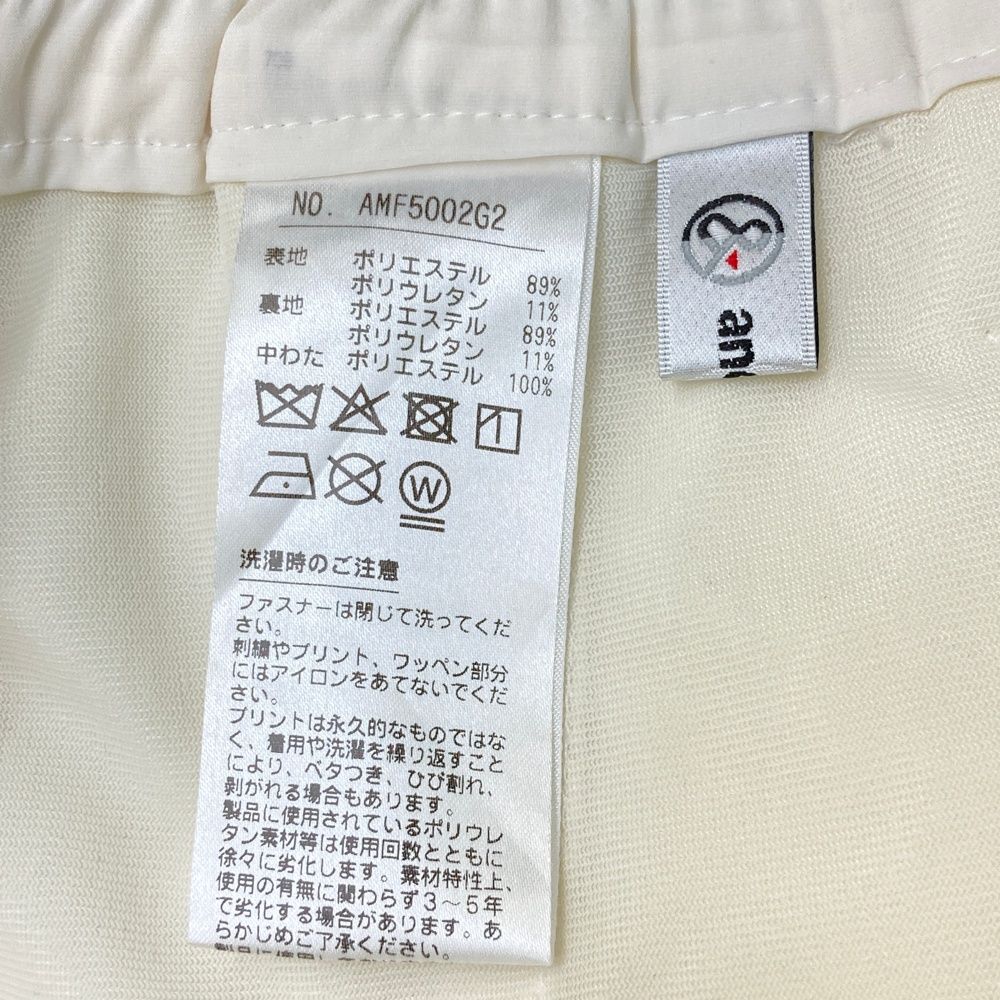 NO. AMF5002G2
表地 ポリエステル 89%
ポリウレタン 11%
裏地 ポリエステル 89%
ポリウレタン 11%
中わた ポリエステル 100%
W
洗濯時のご注意
ファスナーは閉じて洗ってくだ
さい。
刺繍やプリント、ワッペン部分
にはアイロンをあてないでくだ
さい。
プリントは永久的なものではな
く、着用や洗濯を繰り返すこと
により、ベタつき、ひび割れ、
剥がれる場合もあります。
製品に使用されているポリウレ
タン素材等は使用回数とともに
徐々に劣化します。素材特性上、
使用の有無に関わらず3~5年
で劣化する場合があります。あ
らかじめご了承ください。
製品に使用し
an